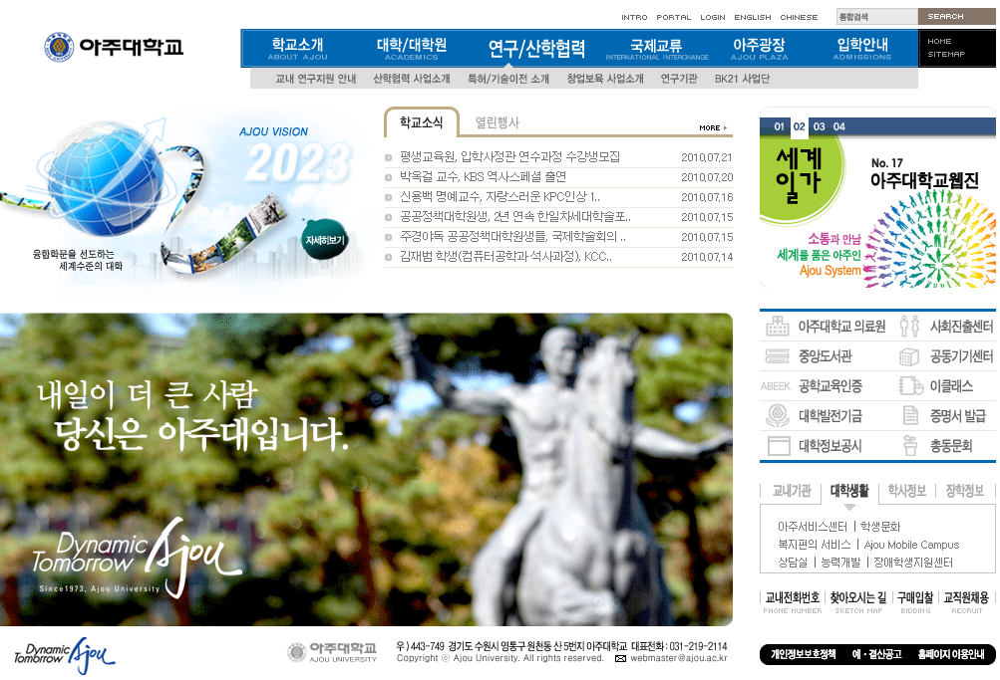 INTRO PORTAL LOGIN ENGLISH CHINESE 통합검색 SEARCH
아주대학교
학교소개 대학/대학원 연구/산학협력 국제교류 아주광장 입학안내 HOME
ABOUT AJOU ACADEMICS INTERNATIONAL INTERCHANGE AJOU PLAZA ADMISSIONS SITEMAP
교내 연구지원 안내 산학협력 사업소개 특허/기술이전 소개 창업보육 사업소개 연구기관 BK21 사업단
AJOU VISION
2023
융합학문을 선도하는
세계수준의 대학
자세히보기
학교소식 열린행사 MORE
평생교육원, 입학사정관 연수과정 수강생모집 2010,07,21
박옥걸 교수, KBS 역사스페셜 출연 2010,07,20
신용백 명예교수, 자랑스러운 KPC인상 1.. 2010,07,16
공공정책대학원생, 2년 연속 한일차세대학술포.. 2010,07,15
주경야독 공공정책대학원생들, 국제학술회의 .. 2010,07,15
김재범 학생(컴퓨터공학과 석사과정), KCC.. 2010,07,14
01 02 03 04
세계
일가
No. 17
아주대학교웹진
소통과 만남
세계를 품은 아주인
Ajou System
내일이 더 큰 사람
당신은 아주대입니다.
Dynamic
Tomorrow Ajou
Since1973, Ajou University
아주대학교 의료원 사회진출센터
중앙도서관 공동기기센터
ABEEK 공학교육인증 이클래스
대학발전기금 증명서 발급
대학정보공시 총동문회
교내기관 대학생활 학사정보 장학정보
아주서비스센터 | 학생문화
복지편의 서비스 | Ajou Mobile Campus
상담실 | 능력개발 | 장애학생지원센터
교내전화번호 찾아오시는 길 구매입찰 교직원채용
PHONE NUMBER SKETCH MAP BIDDING RECRUIT
Dynamic
Tomorrow Ajou
아주대학교
AJOU UNIVERSITY
우) 443-749 경기도 수원시 영통구 원천동 산 5번지 아주대학교 대표전화 : 031-219-2114
Copyright ⓒ Ajou University. All rights reserved. webmaster@ajou.ac.kr
개인정보보호정책 예·결산공고 홈페이지 이용안내